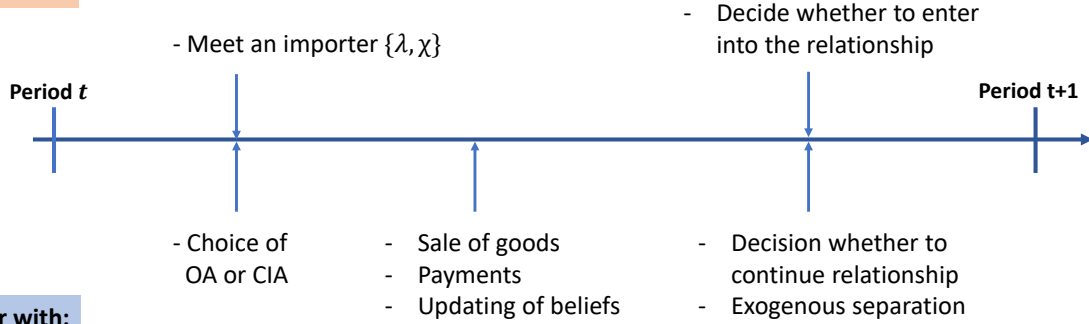 - Decide whether to enter
into the relationship
- Meet an importer {λ, χ}
Period t
Period t+1
- Choice of
OA or CIA
- Sale of goods
- Payments
- Updating of beliefs
- Decision whether to
continue relationship
- Exogenous separation
r with: